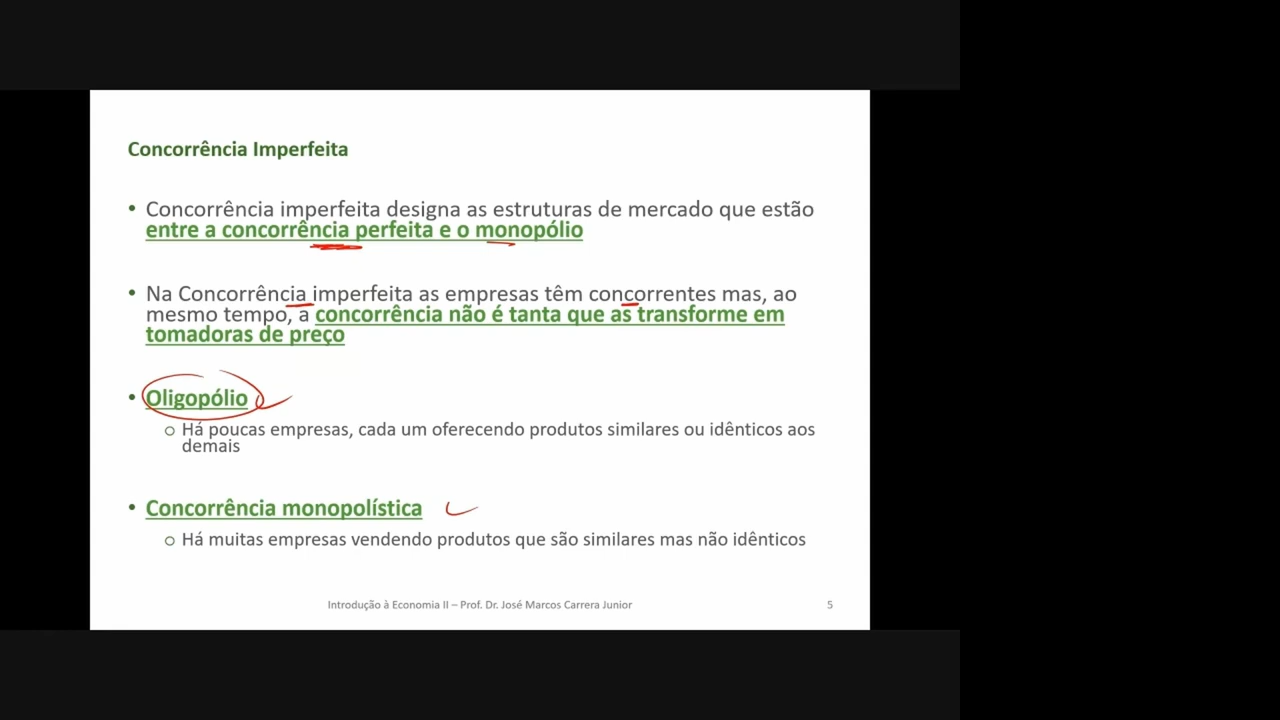 Concorrência Imperfeita
• Concorrência imperfeita designa as estruturas de mercado que estão
entre a concorrência perfeita e o monopólio
• Na Concorrência imperfeita as empresas têm concorrentes mas, ao
mesmo tempo, a concorrência não é tanta que as transforme em
tomadoras de preço
• Oligopólio
o Há poucas empresas, cada um oferecendo produtos similares ou idênticos aos
demais
• Concorrência monopolística
o Há muitas empresas vendendo produtos que são similares mas não idênticos
Introdução à Economia II – Prof. Dr. José Marcos Carrera Junior 5